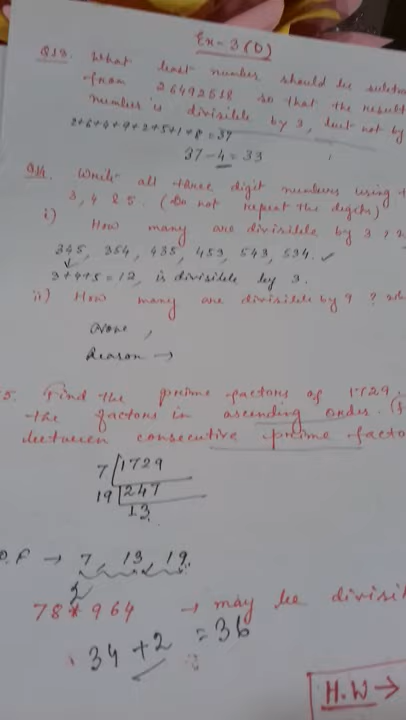 Ex-3(D)
Q13. What least number should be
from 26492518 so that the result
number is divisible by 3, but not by
2+6+4+9+2+5+1+8=37
37-4=33
Q14. Write all three digit numbers using
3, 4 & 5. (Do not repeat the digits)
i) How many are divisible by 3?
345, 354, 435, 453, 543, 534. ✓
3+4+5=12, is divisible by 3.
ii) How many are divisible by 9?
None,
Reason →
5. Find the prime factors of 1729.
the factors in ascending order.
between consecutive prime facto
7 1729
19 247
13
P.F → 7, 13, 19.
2
78*964 → may be divisi
34+2=36
H.W →